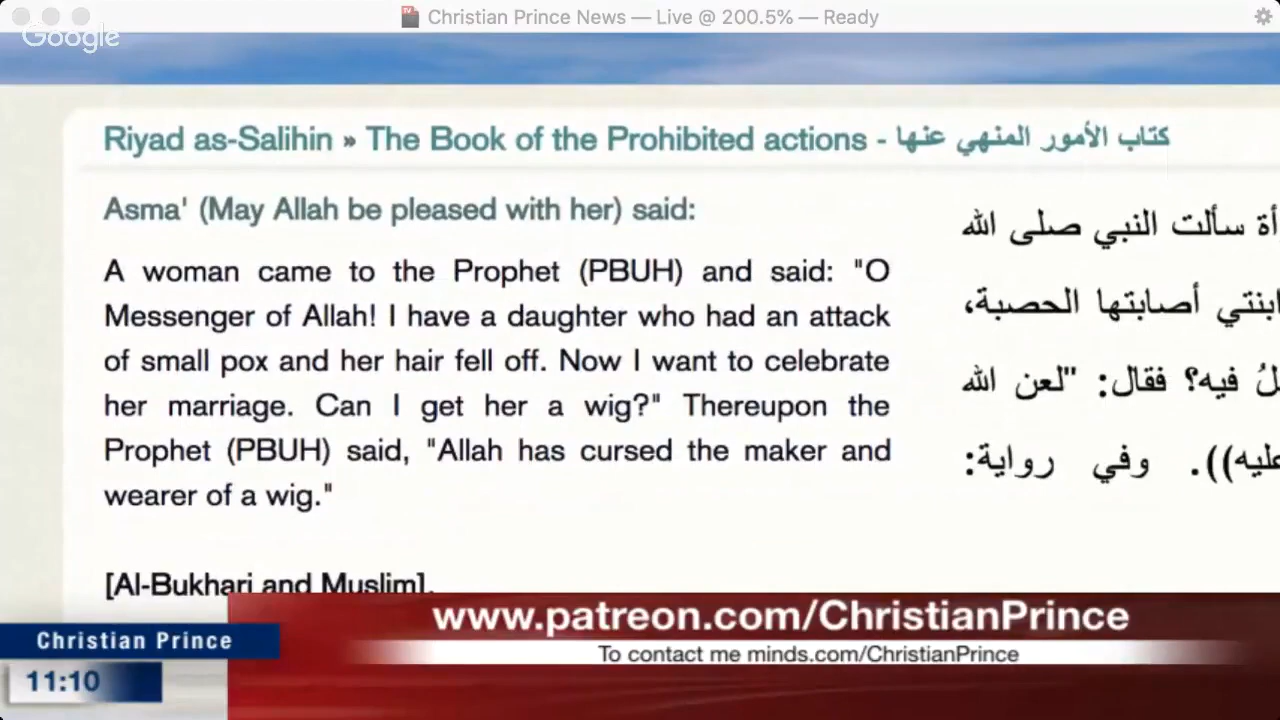 Christian Prince News — Live @ 200.5% — Ready
Google
Riyad as-Salihin » The Book of the Prohibited actions - كتاب الأمور المنهي عنها
Asma' (May Allah be pleased with her) said:
A woman came to the Prophet (PBUH) and said: "O
Messenger of Allah! I have a daughter who had an attack
of small pox and her hair fell off. Now I want to celebrate
her marriage. Can I get her a wig?" Thereupon the
Prophet (PBUH) said, "Allah has cursed the maker and
wearer of a wig."
[Al-Bukhari and Muslim].
سألت النبي صلى الله
ابنتي أصابتها الحصبة،
فيه؟ فقال: "لعن الله
وفي رواية:
www.patreon.com/ChristianPrince
To contact me minds.com/ChristianPrince
Christian Prince
11:10